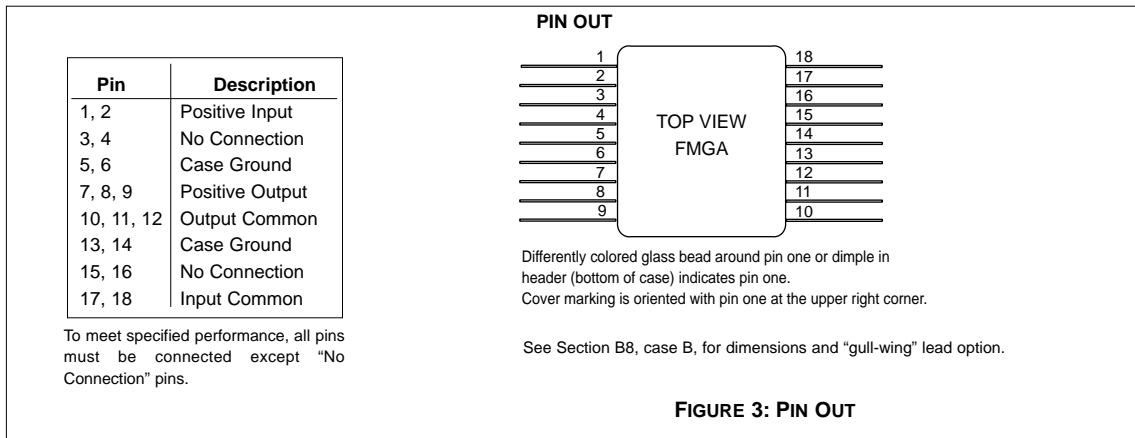 PIN OUT
Pin Description
1, 2 Positive Input
3, 4 No Connection
5, 6 Case Ground
7, 8, 9 Positive Output
10, 11, 12 Output Common
13, 14 Case Ground
15, 16 No Connection
17, 18 Input Common
To meet specified performance, all pins
must be connected except “No
Connection” pins.
1 18
2 17
3 16
4 15
5 14
6 13
7 12
8 11
9 10
TOP VIEW
FMGA
Differently colored glass bead around pin one or dimple in
header (bottom of case) indicates pin one.
Cover marking is oriented with pin one at the upper right corner.
See Section B8, case B, for dimensions and “gull-wing” lead option.
FIGURE 3: PIN OUT